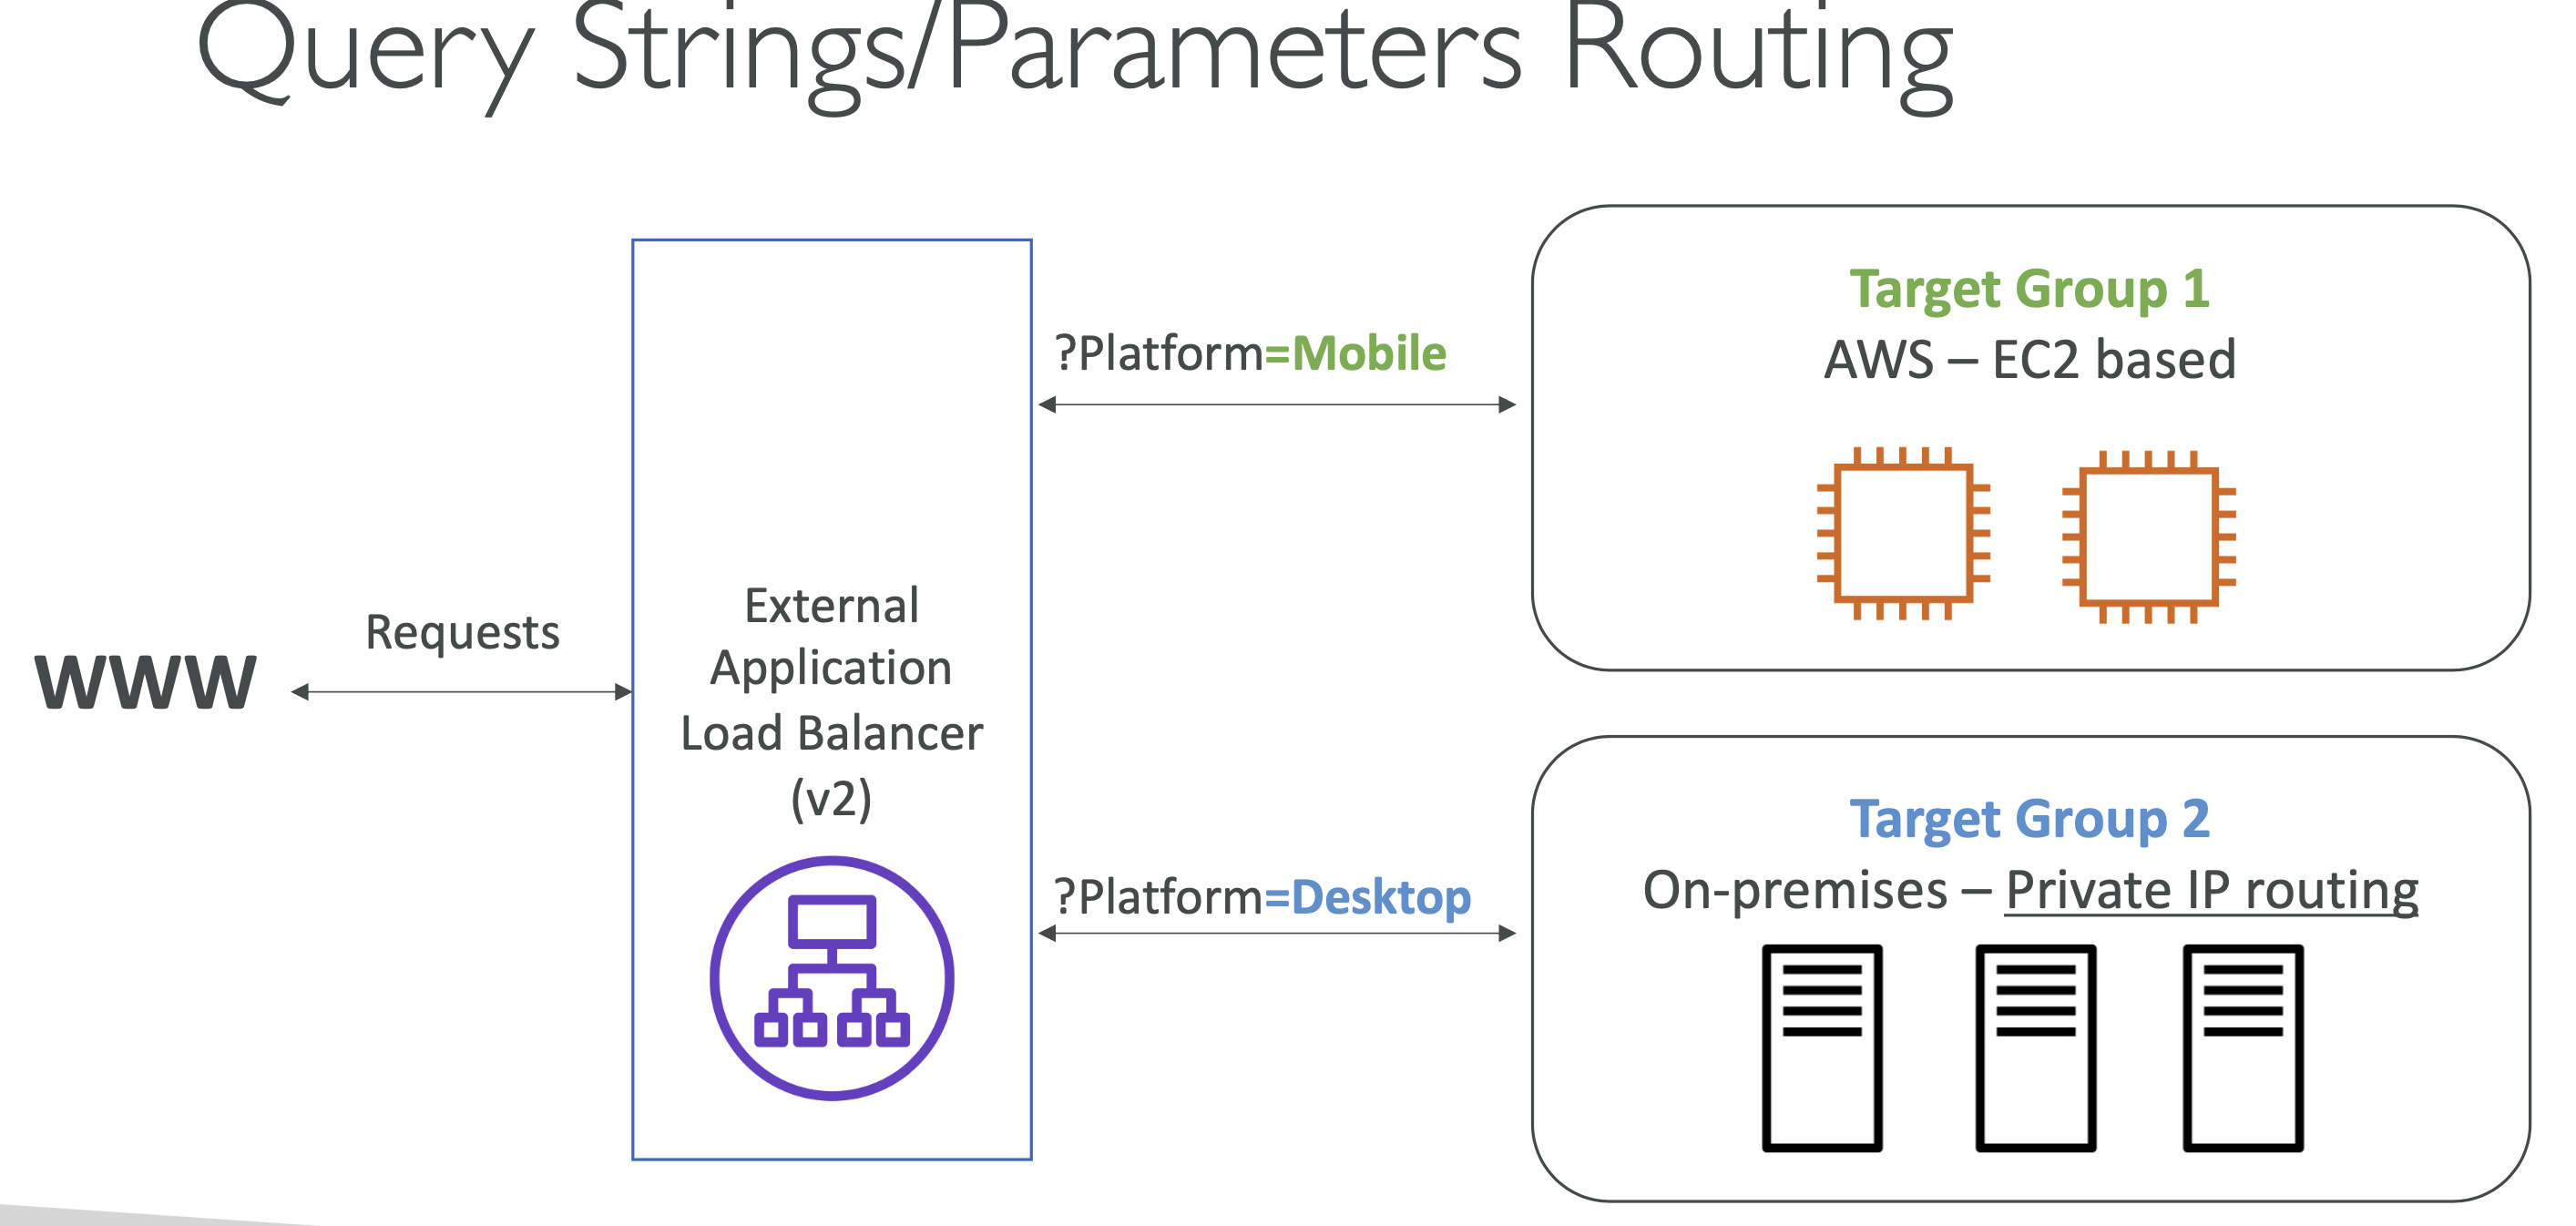 Query Strings/Parameters Routing
WWW
Requests
External
Application
Load Balancer
(v2)
?Platform=Mobile
?Platform=Desktop
Target Group 1
AWS – EC2 based
Target Group 2
On-premises – Private IP routing